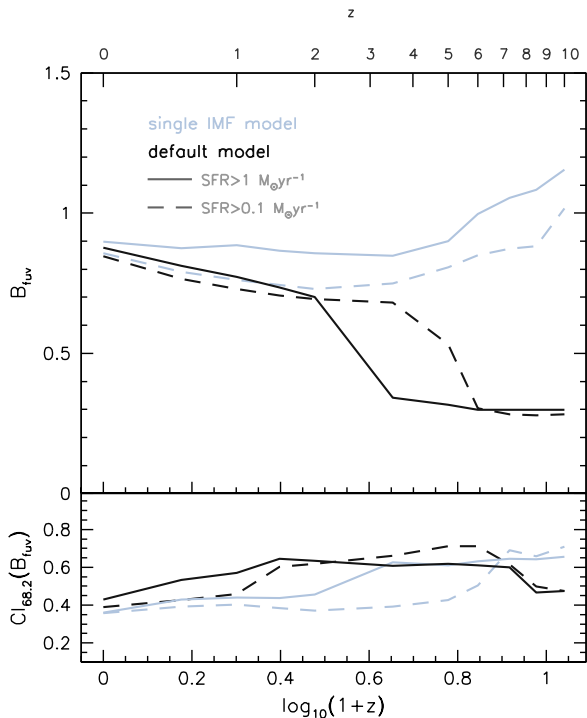 z
0 1 2 3 4 5 6 7 8 9 10
1.5
single IMF model
default model
SFR>1 M⊙yr⁻¹
SFR>0.1 M⊙yr⁻¹
1
B_fuv
0.5
0
0.8
0.6
0.4
0.2
CI_68.2(B_fuv)
0 0.2 0.4 0.6 0.8 1
log₁₀(1+z)